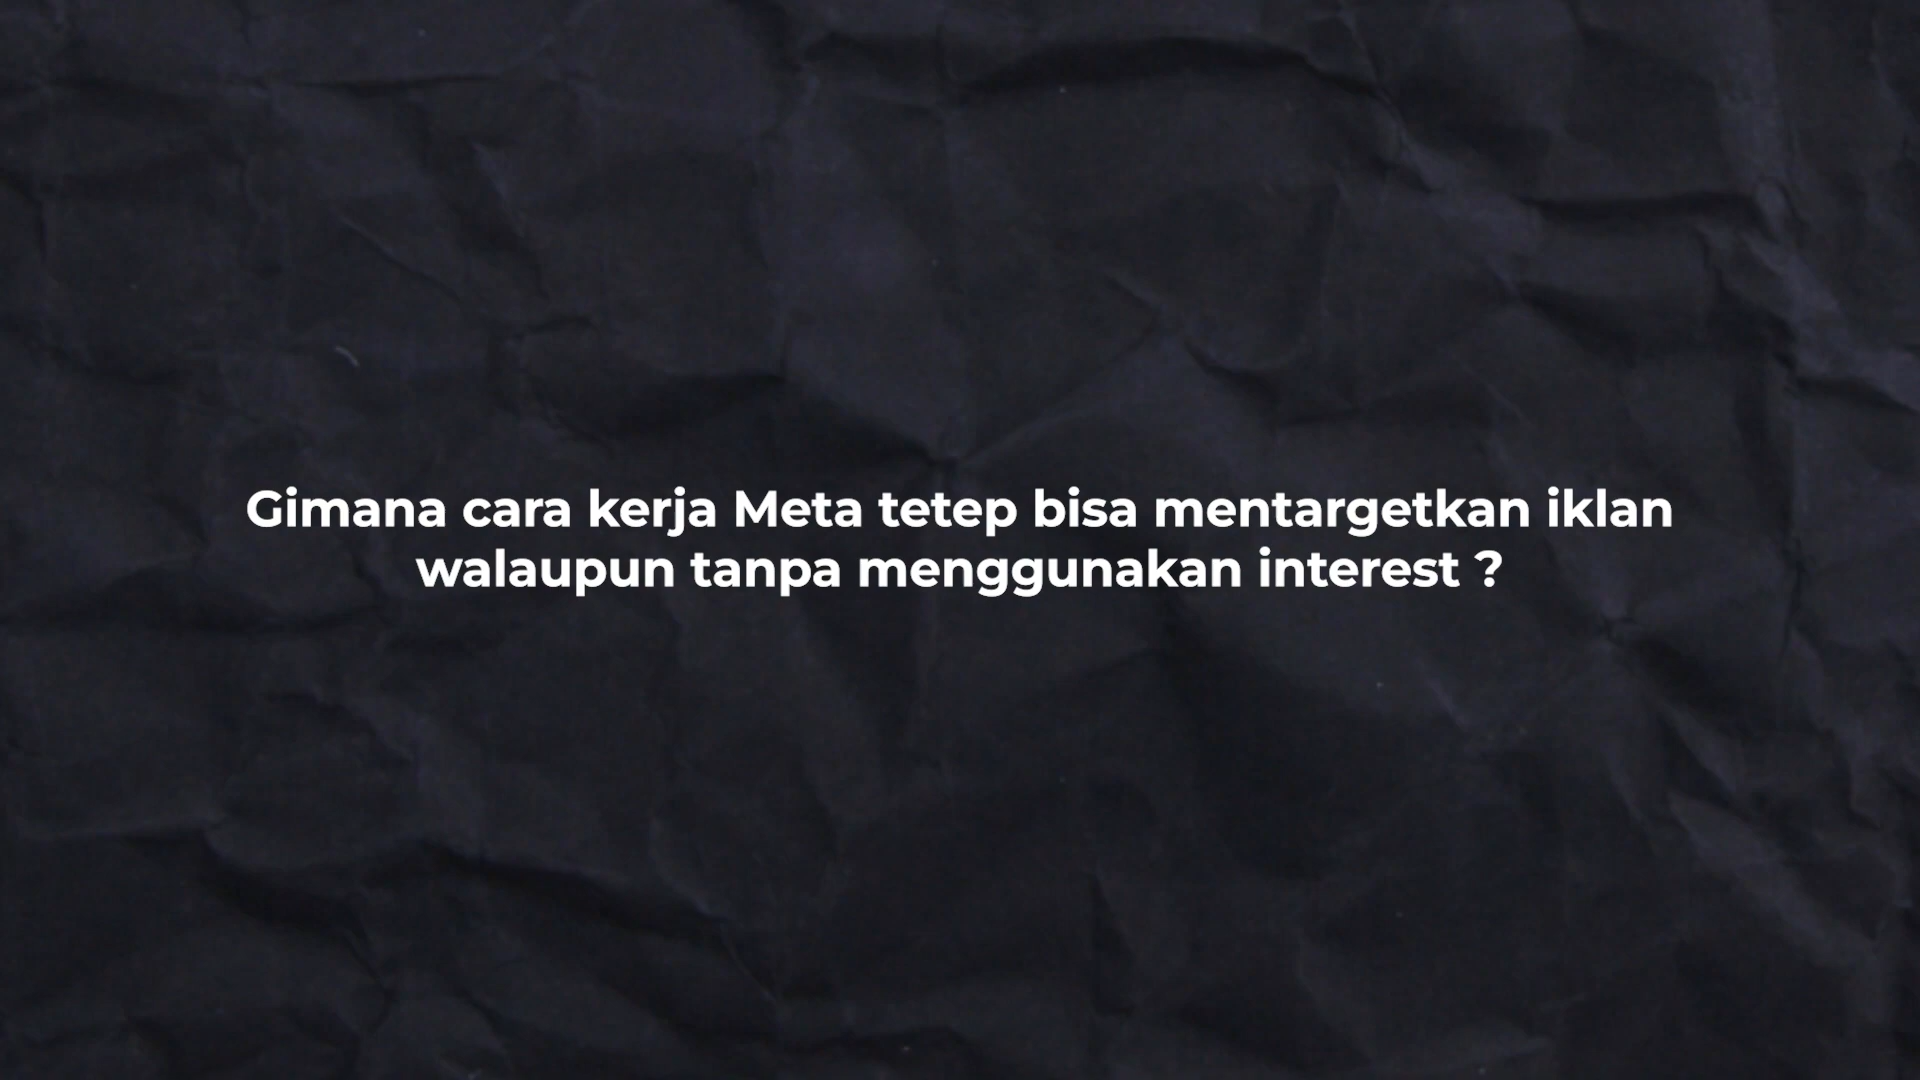 Gimana cara kerja Meta tetep bisa mentargetkan iklan
walaupun tanpa menggunakan interest ?